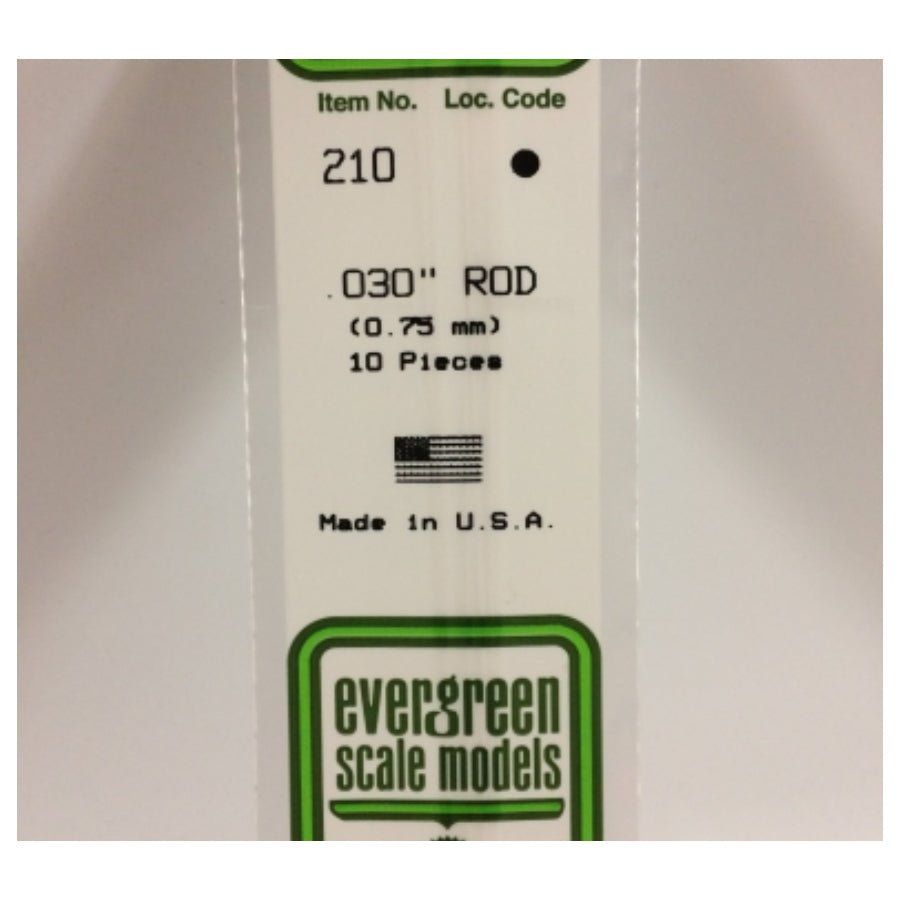 Item No. Loc. Code
210 ●
.030" ROD
(0.75 mm)
10 Pieces
Made in U.S.A.
evergreen
scale models